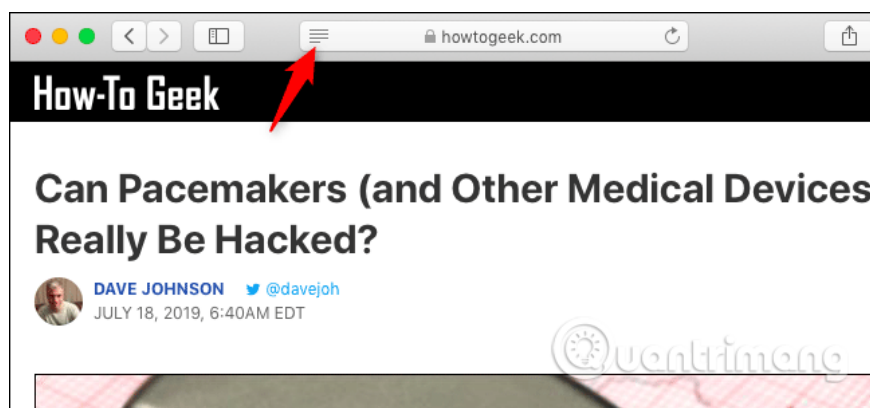 howtogeek.com
How-To Geek
Can Pacemakers (and Other Medical Devices
Really Be Hacked?
DAVE JOHNSON @davejoh
JULY 18, 2019, 6:40AM EDT
Quantrimang